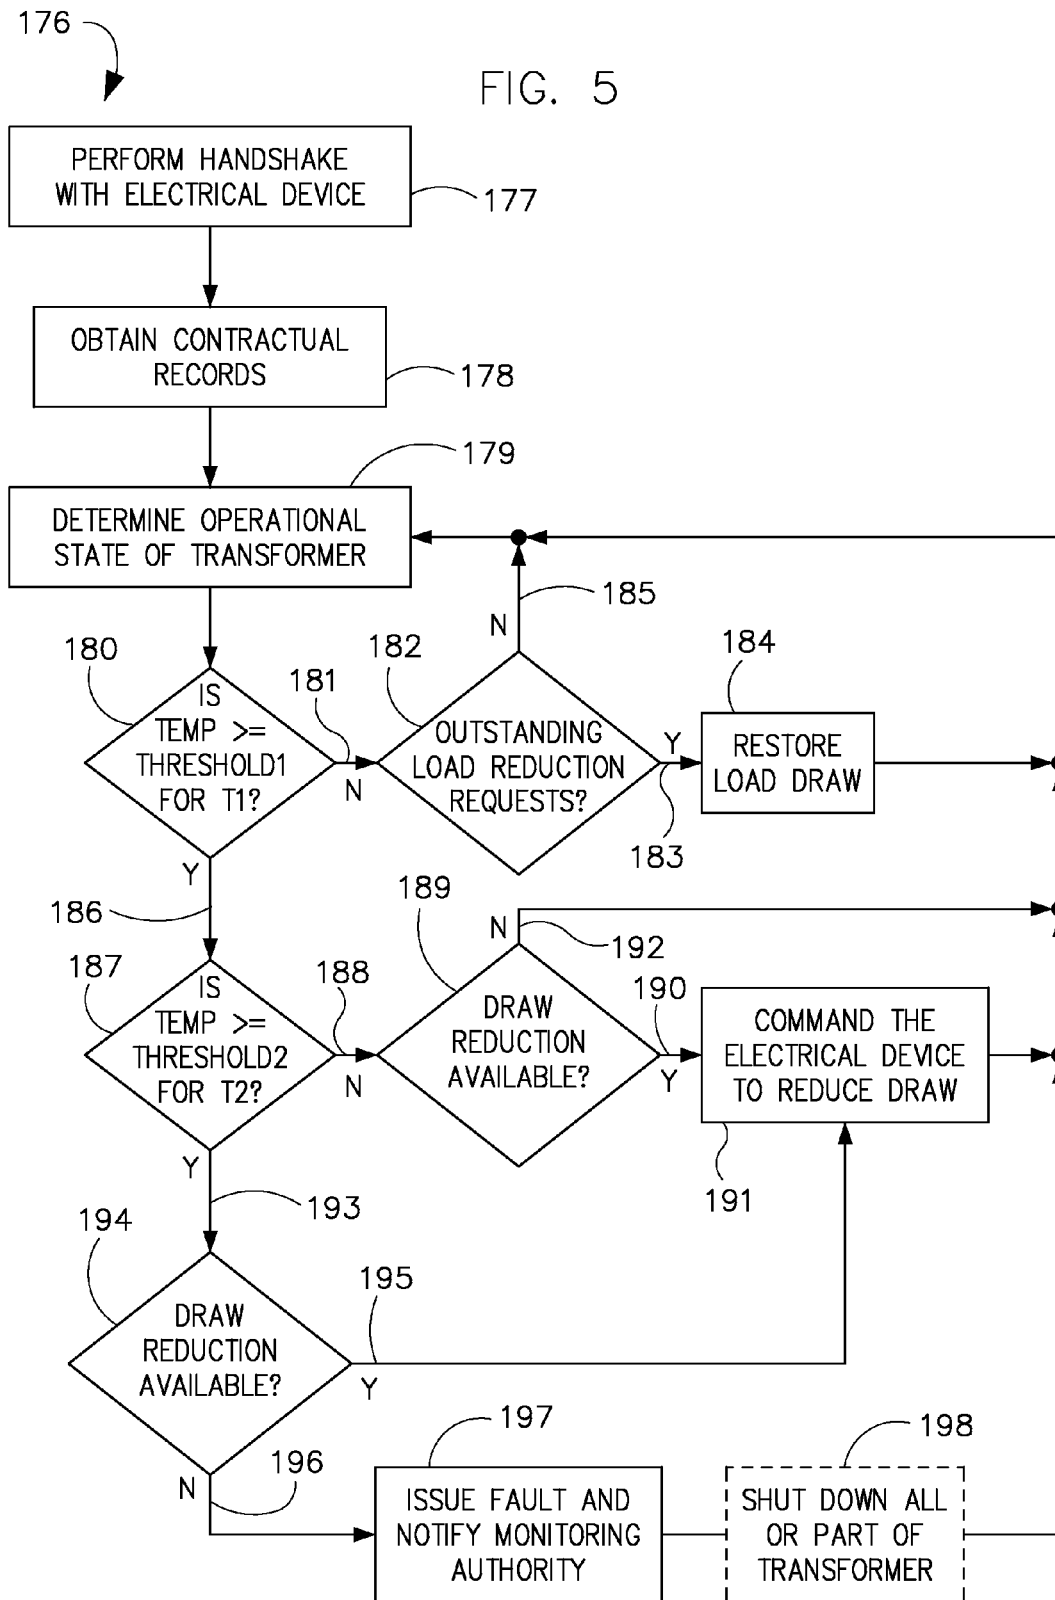 176
FIG. 5
PERFORM HANDSHAKE
WITH ELECTRICAL DEVICE
177
OBTAIN CONTRACTUAL
RECORDS
178
179
DETERMINE OPERATIONAL
STATE OF TRANSFORMER
185
N
180
181
182
184
IS
TEMP >=
THRESHOLD1
FOR T1?
N
OUTSTANDING
LOAD REDUCTION
REQUESTS?
Y
183
RESTORE
LOAD DRAW
Y
186
189
N
192
187
188
190
IS
TEMP >=
THRESHOLD2
FOR T2?
N
DRAW
REDUCTION
AVAILABLE?
Y
COMMAND THE
ELECTRICAL DEVICE
TO REDUCE DRAW
191
Y
193
194
195
DRAW
REDUCTION
AVAILABLE?
Y
N
196
197
198
ISSUE FAULT AND
NOTIFY MONITORING
AUTHORITY
SHUT DOWN ALL
OR PART OF
TRANSFORMER